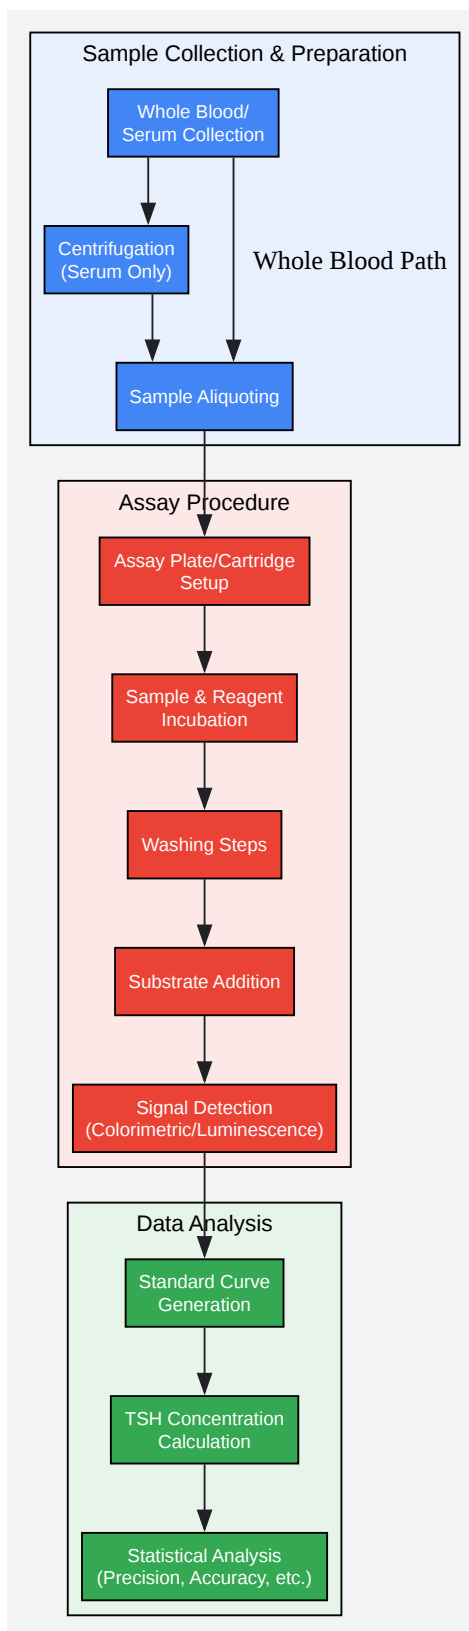 Sample Collection & Preparation
Whole Blood/
Serum Collection
Centrifugation
(Serum Only)
Whole Blood Path
Sample Aliquoting
Assay Procedure
Assay Plate/Cartridge
Setup
Sample & Reagent
Incubation
Washing Steps
Substrate Addition
Signal Detection
(Colorimetric/Luminescence)
Data Analysis
Standard Curve
Generation
TSH Concentration
Calculation
Statistical Analysis
(Precision, Accuracy, etc.)